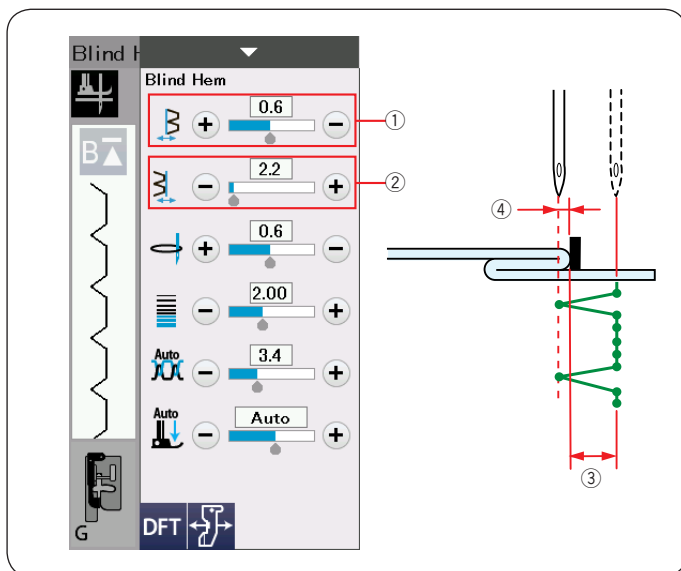 Blind H
Blind Hem
B
+ 0.6 −
①
− 2.2 +
②
+ 0.6 −
− 2.00 +
Auto
− 3.4 +
Auto
− Auto +
G
DFT
④
③